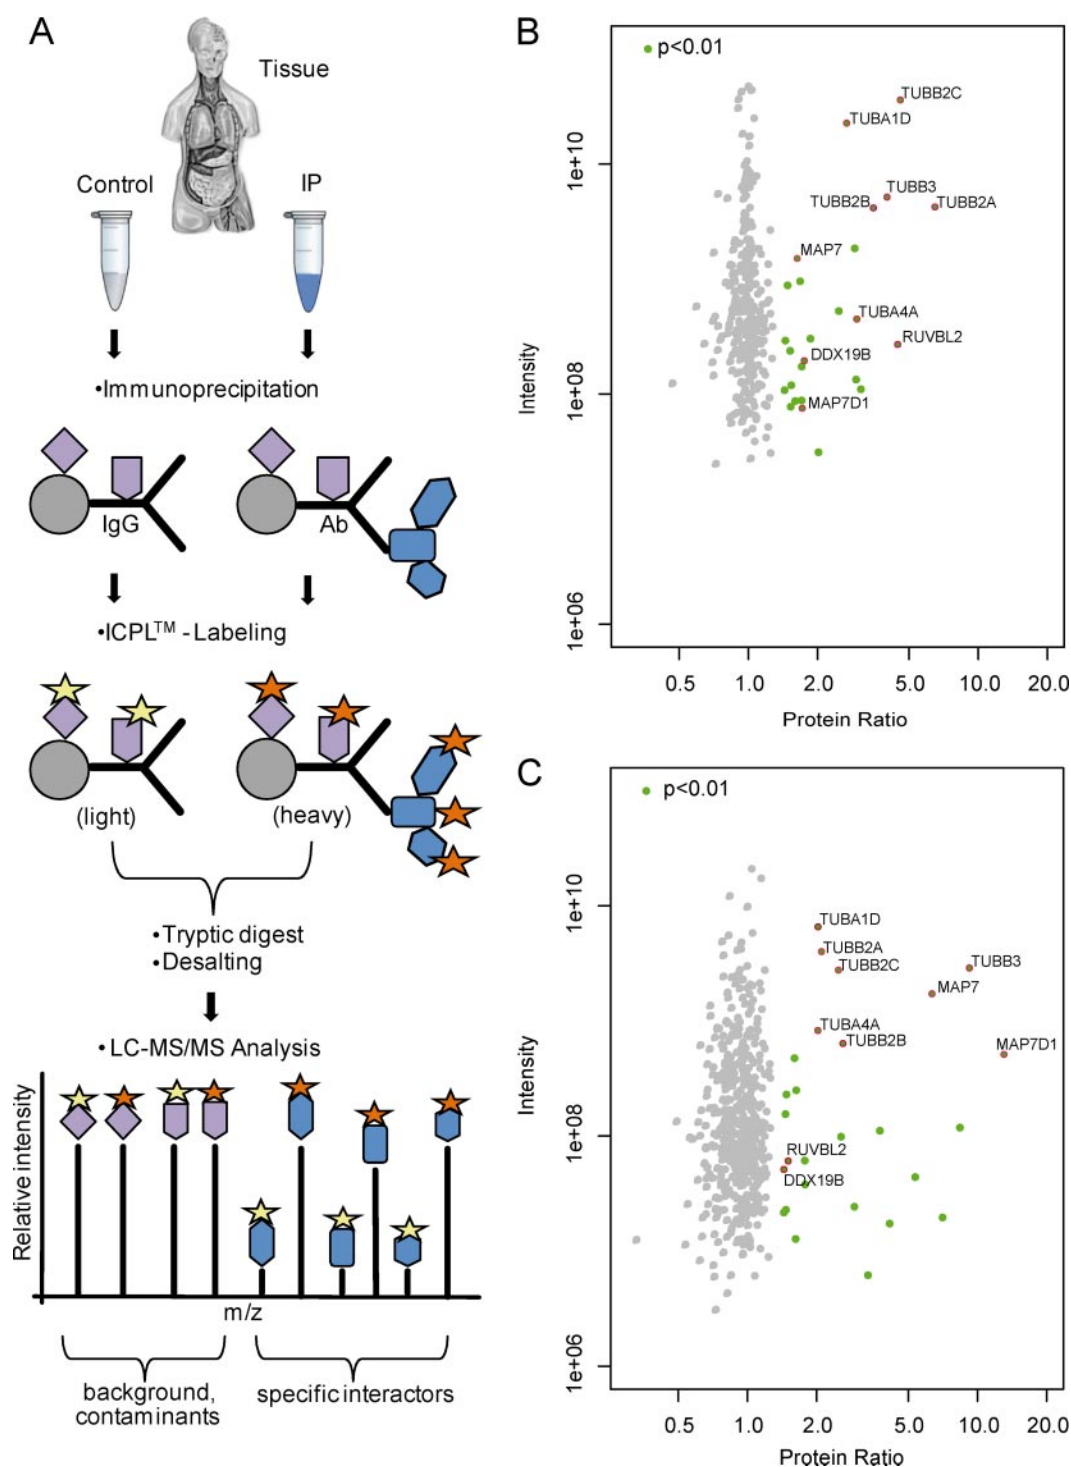 A
Tissue
Control
IP
•Immunoprecipitation
IgG
Ab
•ICPL™ - Labeling
(light)
(heavy)
•Tryptic digest
•Desalting
•LC-MS/MS Analysis
Relative intensity
m/z
background,
contaminants
specific interactors
B
p<0.01
TUBB2C
TUBA1D
TUBB3
TUBB2B
TUBB2A
MAP7
TUBA4A
RUVBL2
DDX19B
MAP7D1
Intensity
1e+10
1e+08
1e+06
0.5 1.0 2.0 5.0 10.0 20.0
Protein Ratio
C
p<0.01
TUBA1D
TUBB2A
TUBB2C
TUBB3
MAP7
TUBA4A
TUBB2B
MAP7D1
RUVBL2
DDX19B
Intensity
1e+10
1e+08
1e+06
0.5 1.0 2.0 5.0 10.0 20.0
Protein Ratio